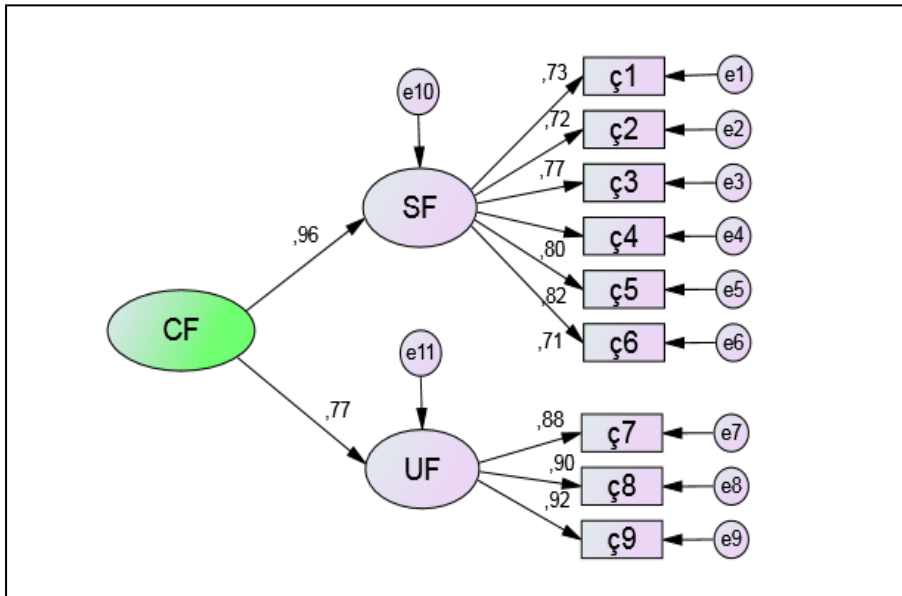 e10
e11
CF
SF
UF
,96
,77
,73
,72
,77
,80
,82
,71
,88
,90
,92
ç1
ç2
ç3
ç4
ç5
ç6
ç7
ç8
ç9
e1
e2
e3
e4
e5
e6
e7
e8
e9